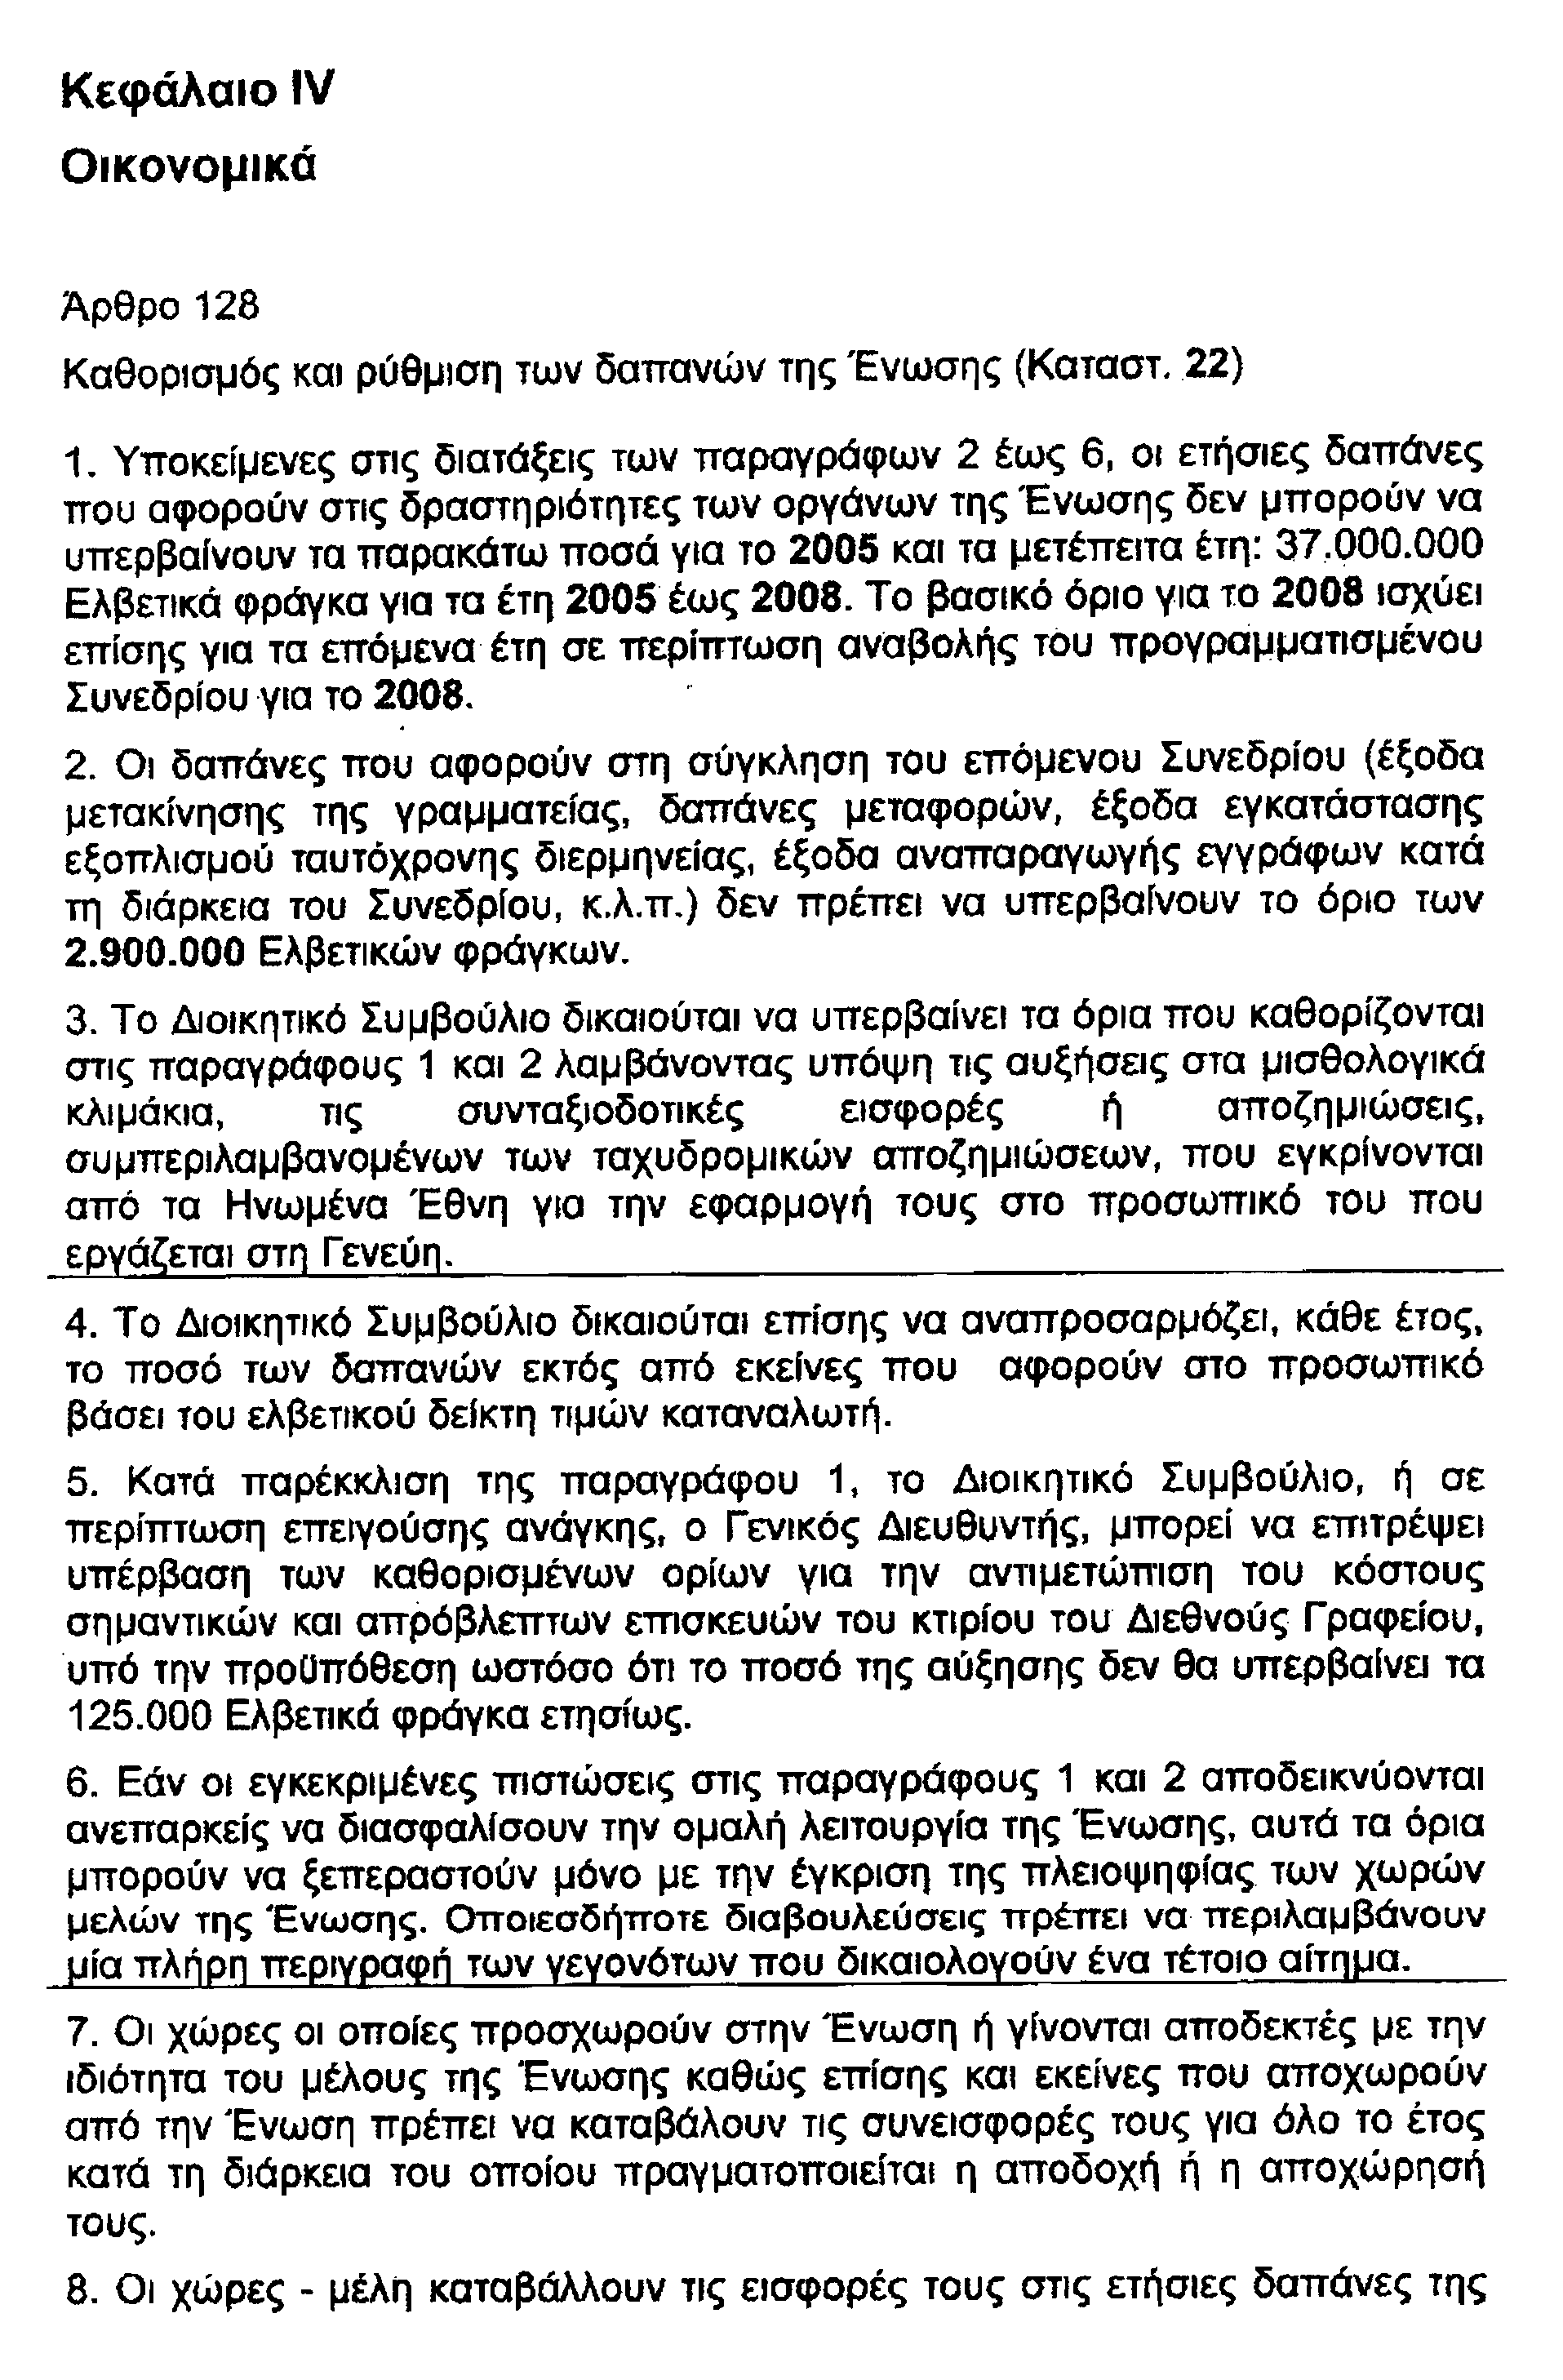 Κεφάλαιο IV
Οικονομικά
Άρθρο 128
Καθορισμός και ρύθμιση των δαπανών της Ένωσης (Καταστ. 22)
1. Υποκείμενες στις διατάξεις των παραγράφων 2 έως 6, οι ετήσιες δαπάνες
που αφορούν στις δραστηριότητες των οργάνων της Ένωσης δεν μπορούν να
υπερβαίνουν τα παρακάτω ποσά για το 2005 και τα μετέπειτα έτη: 37.000.000
Ελβετικά φράγκα για τα έτη 2005 έως 2008. Το βασικό όριο για το 2008 ισχύει
επίσης για τα επόμενα έτη σε περίπτωση αναβολής του προγραμματισμένου
Συνεδρίου για το 2008.
2. Οι δαπάνες που αφορούν στη σύγκληση του επόμενου Συνεδρίου (έξοδα
μετακίνησης της γραμματείας, δαπάνες μεταφορών, έξοδα εγκατάστασης
εξοπλισμού ταυτόχρονης διερμηνείας, έξοδα αναπαραγωγής εγγράφων κατά
τη διάρκεια του Συνεδρίου, κ.λ.π.) δεν πρέπει να υπερβαίνουν το όριο των
2.900.000 Ελβετικών φράγκων.
3. Το Διοικητικό Συμβούλιο δικαιούται να υπερβαίνει τα όρια που καθορίζονται
στις παραγράφους 1 και 2 λαμβάνοντας υπόψη τις αυξήσεις στα μισθολογικά
κλιμάκια, τις συνταξιοδοτικές εισφορές ή αποζημιώσεις,
συμπεριλαμβανομένων των ταχυδρομικών αποζημιώσεων, που εγκρίνονται
από τα Ηνωμένα Έθνη για την εφαρμογή τους στο προσωπικό του που
εργάζεται στη Γενεύη.
4. Το Διοικητικό Συμβούλιο δικαιούται επίσης να αναπροσαρμόζει, κάθε έτος,
το ποσό των δαπανών εκτός από εκείνες που αφορούν στο προσωπικό
βάσει του ελβετικού δείκτη τιμών καταναλωτή.
5. Κατά παρέκκλιση της παραγράφου 1, το Διοικητικό Συμβούλιο, ή σε
περίπτωση επειγούσης ανάγκης, ο Γενικός Διευθυντής, μπορεί να επιτρέψει
υπέρβαση των καθορισμένων ορίων για την αντιμετώπιση του κόστους
σημαντικών και απρόβλεπτων επισκευών του κτιρίου του Διεθνούς Γραφείου,
υπό την προϋπόθεση ωστόσο ότι το ποσό της αύξησης δεν θα υπερβαίνει τα
125.000 Ελβετικά φράγκα ετησίως.
6. Εάν οι εγκεκριμένες πιστώσεις στις παραγράφους 1 και 2 αποδεικνύονται
ανεπαρκείς να διασφαλίσουν την ομαλή λειτουργία της Ένωσης, αυτά τα όρια
μπορούν να ξεπεραστούν μόνο με την έγκριση της πλειοψηφίας των χωρών
μελών της Ένωσης. Οποιεσδήποτε διαβουλεύσεις πρέπει να περιλαμβάνουν
μία πλήρη περιγραφή των γεγονότων που δικαιολογούν ένα τέτοιο αίτημα.
7. Οι χώρες οι οποίες προσχωρούν στην Ένωση ή γίνονται αποδεκτές με την
ιδιότητα του μέλους της Ένωσης καθώς επίσης και εκείνες που αποχωρούν
από την Ένωση πρέπει να καταβάλουν τις συνεισφορές τους για όλο το έτος
κατά τη διάρκεια του οποίου πραγματοποιείται η αποδοχή ή η αποχώρησή
τους.
8. Οι χώρες - μέλη καταβάλλουν τις εισφορές τους στις ετήσιες δαπάνες της